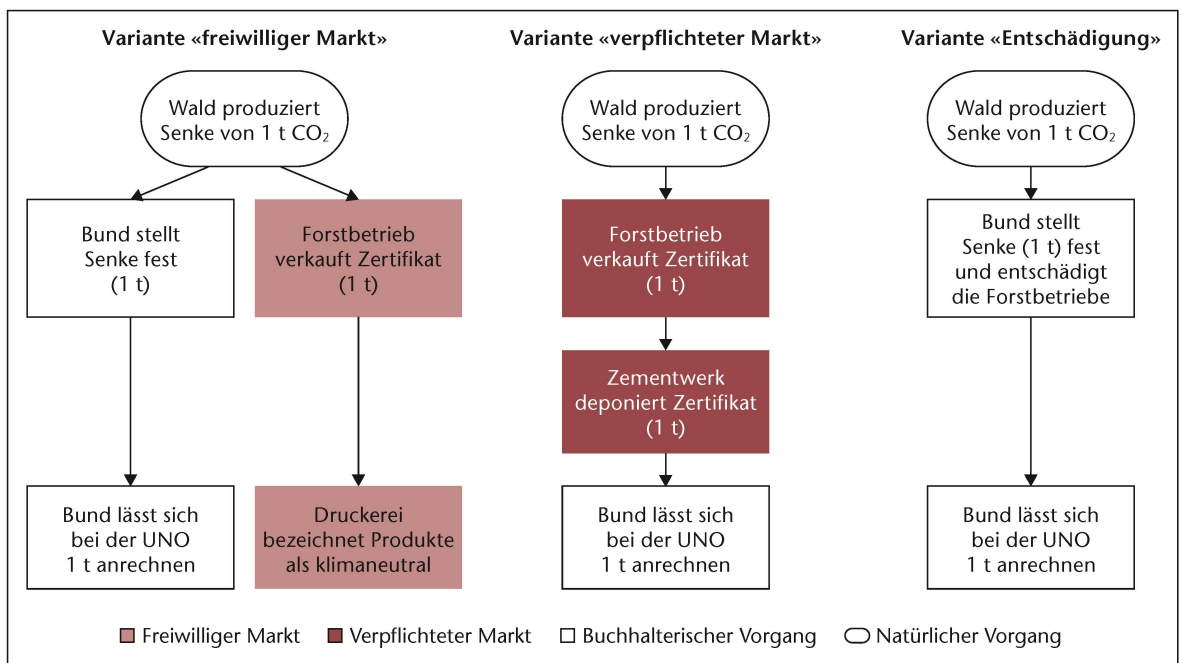 Variante «freiwilliger Markt»
Wald produziert
Senke von 1 t CO₂
Bund stellt
Senke fest
(1 t)
Forstbetrieb
verkauft Zertifikat
(1 t)
Bund lässt sich
bei der UNO
1 t anrechnen
Druckerei
bezeichnet Produkte
als klimaneutral
Variante «verpflichteter Markt»
Wald produziert
Senke von 1 t CO₂
Forstbetrieb
verkauft Zertifikat
(1 t)
Zementwerk
deponiert Zertifikat
(1 t)
Bund lässt sich
bei der UNO
1 t anrechnen
Variante «Entschädigung»
Wald produziert
Senke von 1 t CO₂
Bund stellt
Senke (1 t) fest
und entschädigt
die Forstbetriebe
Bund lässt sich
bei der UNO
1 t anrechnen
Freiwilliger Markt
Verpflichteter Markt
Buchhalterischer Vorgang
Natürlicher Vorgang